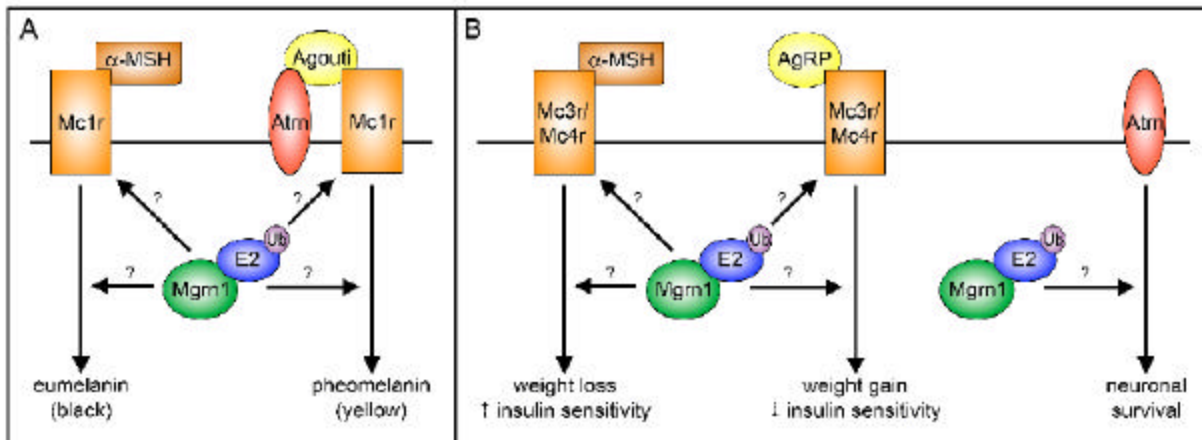 A
α-MSH
Mc1r
Agouti
Atrn
Mc1r
?
?
Ub
E2
?
Mgrn1
?
eumelanin
(black)
pheomelanin
(yellow)
B
α-MSH
Mc3r/
Mc4r
AgRP
Mc3r/
Mc4r
Atrn
?
?
Ub
E2
?
Mgrn1
?
Ub
E2
Mgrn1
?
weight loss
↑ insulin sensitivity
weight gain
↓ insulin sensitivity
neuronal
survival